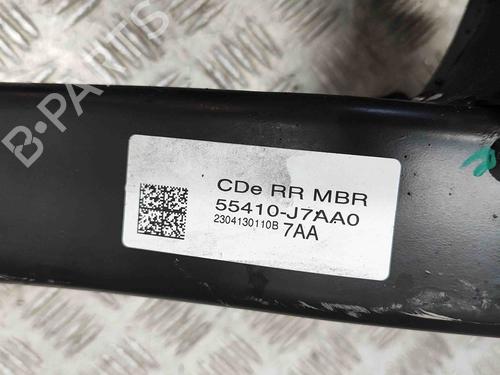 B-PARTS
CDe RR MBR
55410-J7AA0
2304130110B 7AA